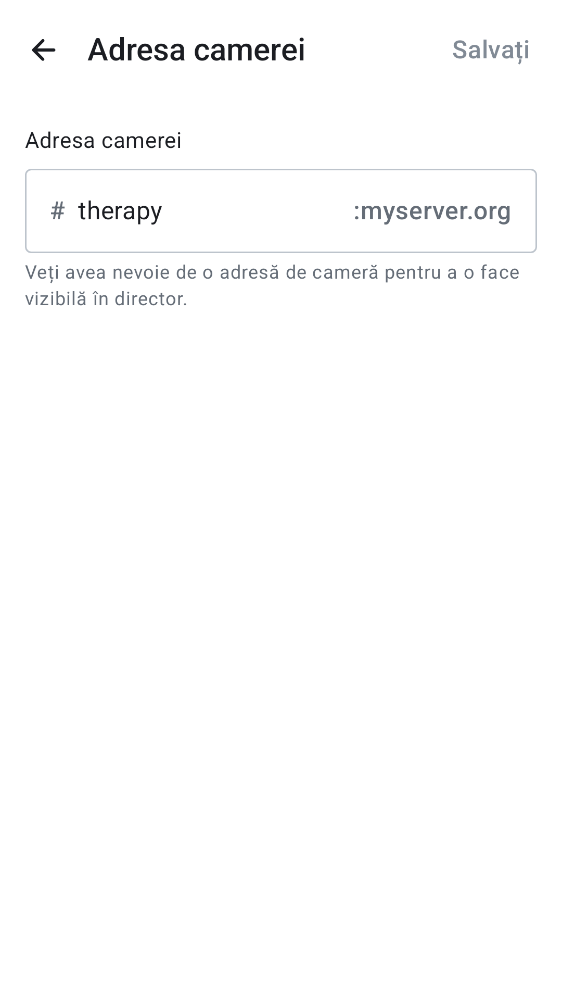 Adresa camerei
Salvați
Adresa camerei
# therapy :myserver.org
Veți avea nevoie de o adresă de cameră pentru a o face
vizibilă în director.